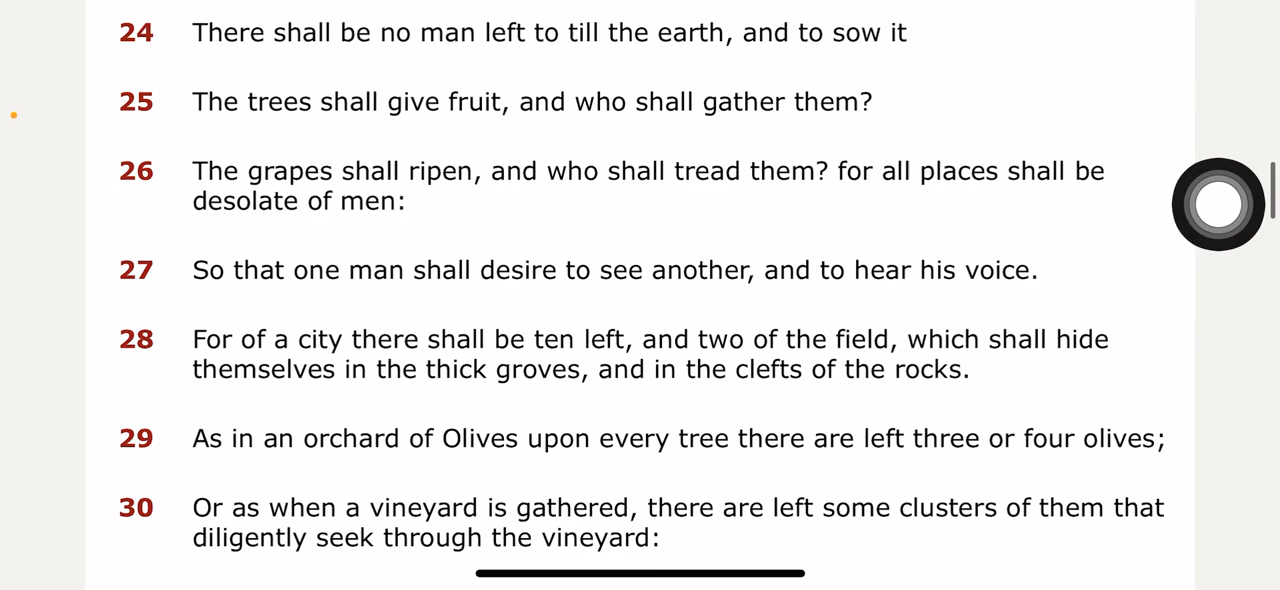 24 There shall be no man left to till the earth, and to sow it
25 The trees shall give fruit, and who shall gather them?
26 The grapes shall ripen, and who shall tread them? for all places shall be
desolate of men:
27 So that one man shall desire to see another, and to hear his voice.
28 For of a city there shall be ten left, and two of the field, which shall hide
themselves in the thick groves, and in the clefts of the rocks.
29 As in an orchard of Olives upon every tree there are left three or four olives;
30 Or as when a vineyard is gathered, there are left some clusters of them that
diligently seek through the vineyard: